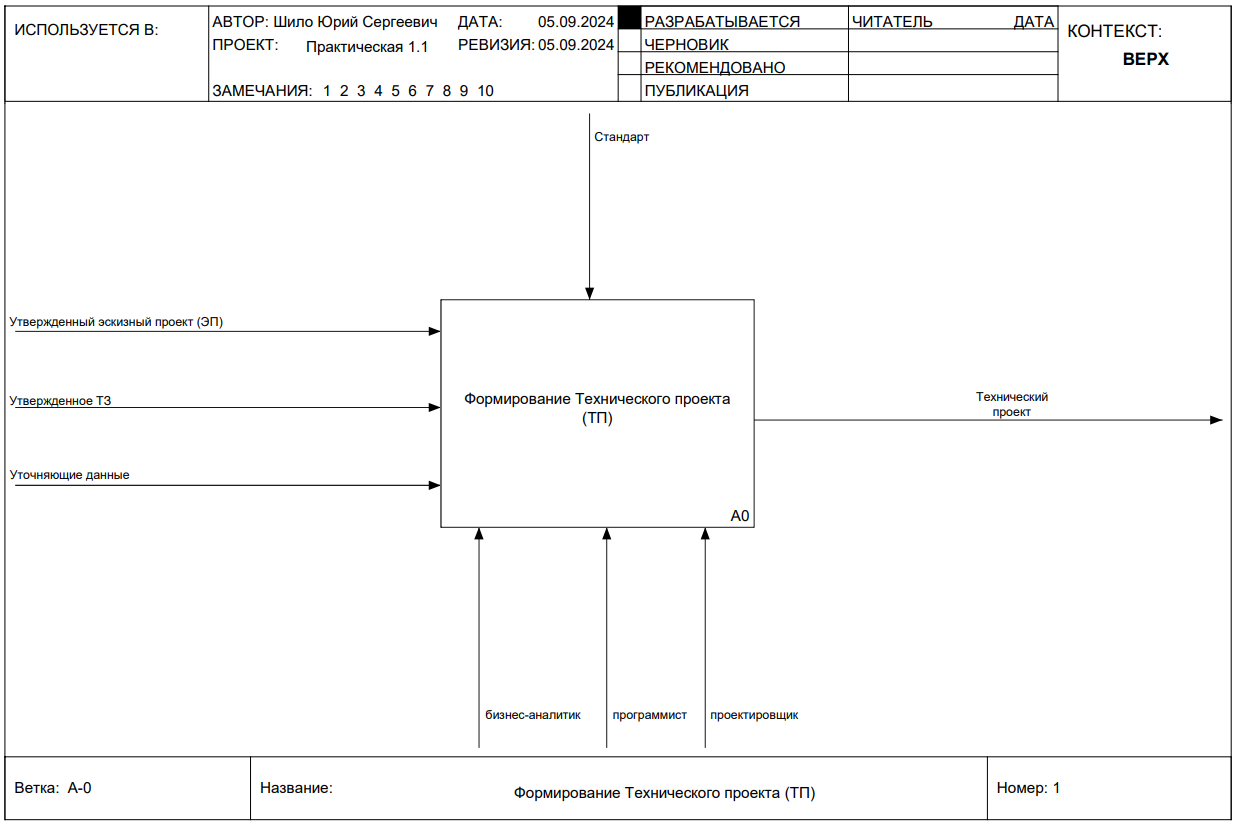 ИСПОЛЬЗУЕТСЯ В:
АВТОР: Шило Юрий Сергеевич ДАТА: 05.09.2024
ПРОЕКТ: Практическая 1.1 РЕВИЗИЯ: 05.09.2024
ЗАМЕЧАНИЯ: 1 2 3 4 5 6 7 8 9 10
РАЗРАБАТЫВАЕТСЯ
ЧЕРНОВИК
РЕКОМЕНДОВАНО
ПУБЛИКАЦИЯ
ЧИТАТЕЛЬ ДАТА
КОНТЕКСТ:
ВЕРХ
Стандарт
Утвержденный эскизный проект (ЭП)
Утвержденное ТЗ
Уточняющие данные
Формирование Технического проекта
(ТП)
A0
Технический
проект
бизнес-аналитик
программист
проектировщик
Ветка: A-0
Название:
Формирование Технического проекта (ТП)
Номер: 1